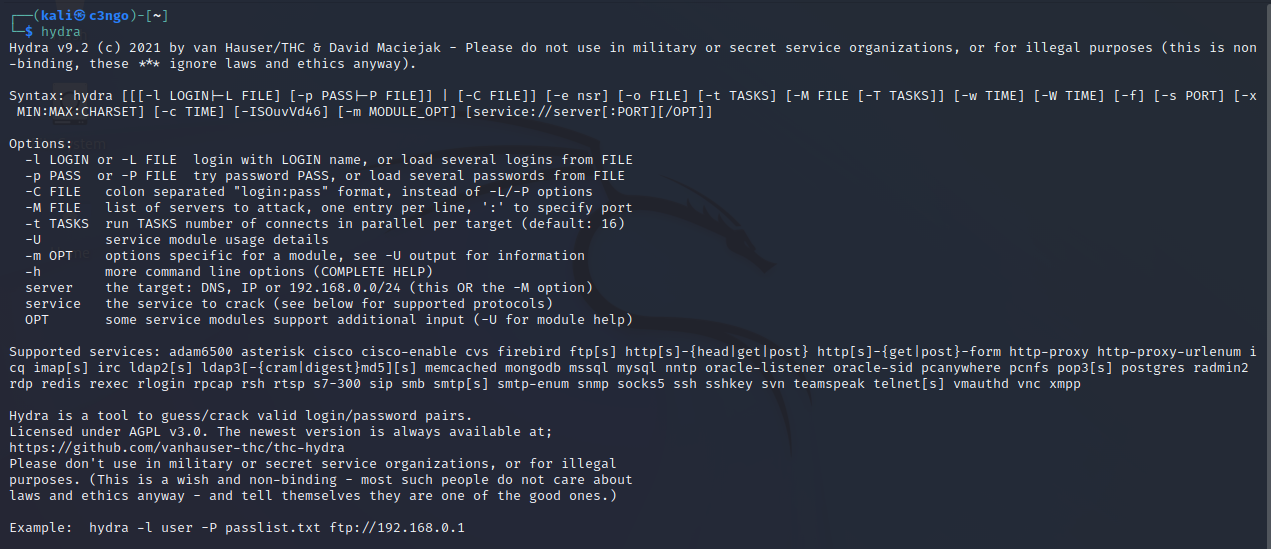 ┌──(kali㉿c3ngo)-[~]
└─$ hydra
Hydra v9.2 (c) 2021 by van Hauser/THC & David Maciejak - Please do not use in military or secret service organizations, or for illegal purposes (this is non
-binding, these *** ignore laws and ethics anyway).

Syntax: hydra [[[-l LOGIN|-L FILE] [-p PASS|-P FILE]] | [-C FILE]] [-e nsr] [-o FILE] [-t TASKS] [-M FILE [-T TASKS]] [-w TIME] [-W TIME] [-f] [-s PORT] [-x
 MIN:MAX:CHARSET] [-c TIME] [-ISOuvVd46] [-m MODULE_OPT] [service://server[:PORT][/OPT]]

Options:
  -l LOGIN or -L FILE  login with LOGIN name, or load several logins from FILE
  -p PASS  or -P FILE  try password PASS, or load several passwords from FILE
  -C FILE   colon separated "login:pass" format, instead of -L/-P options
  -M FILE   list of servers to attack, one entry per line, ':' to specify port
  -t TASKS  run TASKS number of connects in parallel per target (default: 16)
  -U        service module usage details
  -m OPT    options specific for a module, see -U output for information
  -h        more command line options (COMPLETE HELP)
  server    the target: DNS, IP or 192.168.0.0/24 (this OR the -M option)
  service   the service to crack (see below for supported protocols)
  OPT       some service modules support additional input (-U for module help)

Supported services: adam6500 asterisk cisco cisco-enable cvs firebird ftp[s] http[s]-{head|get|post} http[s]-{get|post}-form http-proxy http-proxy-urlenum i
cq imap[s] irc ldap2[s] ldap3[-{cram|digest}md5][s] memcached mongodb mssql mysql nntp oracle-listener oracle-sid pcanywhere pcnfs pop3[s] postgres radmin2
rdp redis rexec rlogin rpcap rsh rtsp s7-300 sip smb smtp[s] smtp-enum snmp socks5 ssh sshkey svn teamspeak telnet[s] vmauthd vnc xmpp

Hydra is a tool to guess/crack valid login/password pairs.
Licensed under AGPL v3.0. The newest version is always available at;
https://github.com/vanhauser-thc/thc-hydra
Please don't use in military or secret service organizations, or for illegal
purposes. (This is a wish and non-binding - most such people do not care about
laws and ethics anyway - and tell themselves they are one of the good ones.)

Example:  hydra -l user -P passlist.txt ftp://192.168.0.1